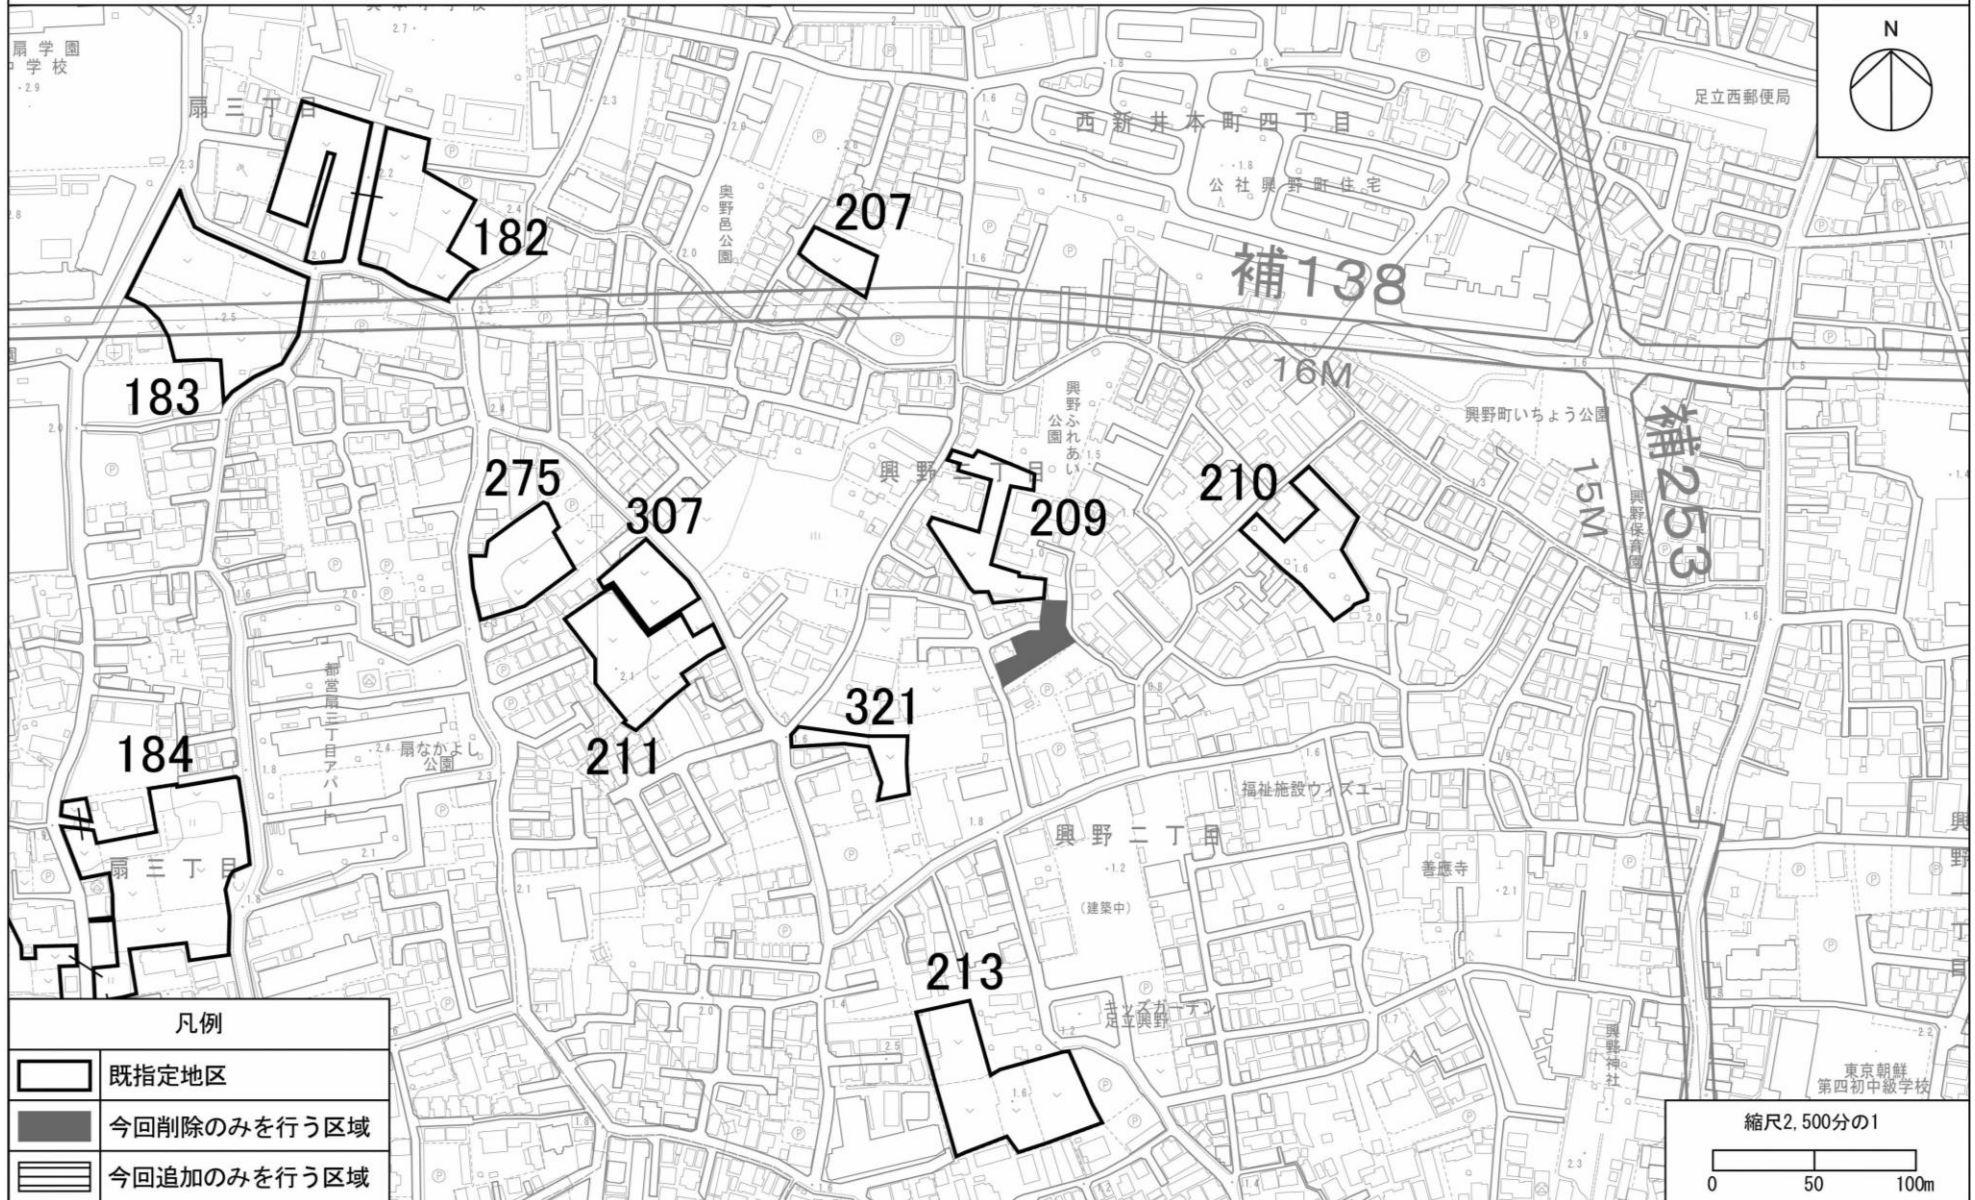 扇学園
中学校
扇三丁目
足立西郵便局
N
西新井本町四丁目
公社興野町住宅
奥野邑公園
207
182
補138
183
16M
興野町いちょう公園
興野ふれあい
公園
補253
15M
興野保育園
275
307
興野二丁目
209
210
321
211
184
都営扇三丁目アパート
扇なかよし
公園
福祉施設ウィズユー
興野二丁目
善應寺
(建築中)
扇三丁目
興野一丁目
213
キッズガーデン
足立興野
興野神社
東京朝鮮
第四初中級学校
凡例
既指定地区
今回削除のみを行う区域
今回追加のみを行う区域
縮尺2,500分の1
0 50 100m